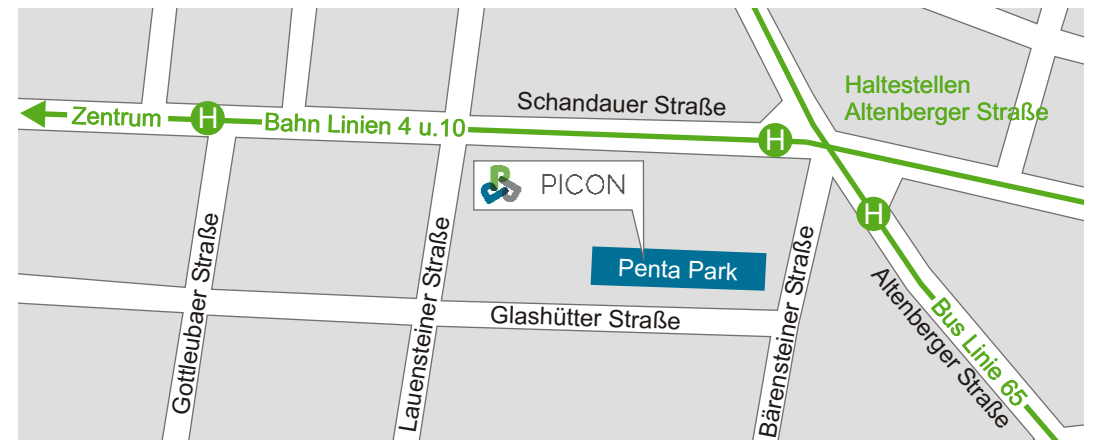 Schandauer Straße
Haltestellen
Altenberger Straße
Zentrum
H
Bahn Linien 4 u.10
H
PICON
H
Penta Park
Gottleubaer Straße
Lauensteiner Straße
Glashütter Straße
Bärensteiner Straße
Altenberger Straße
Bus Linie 65